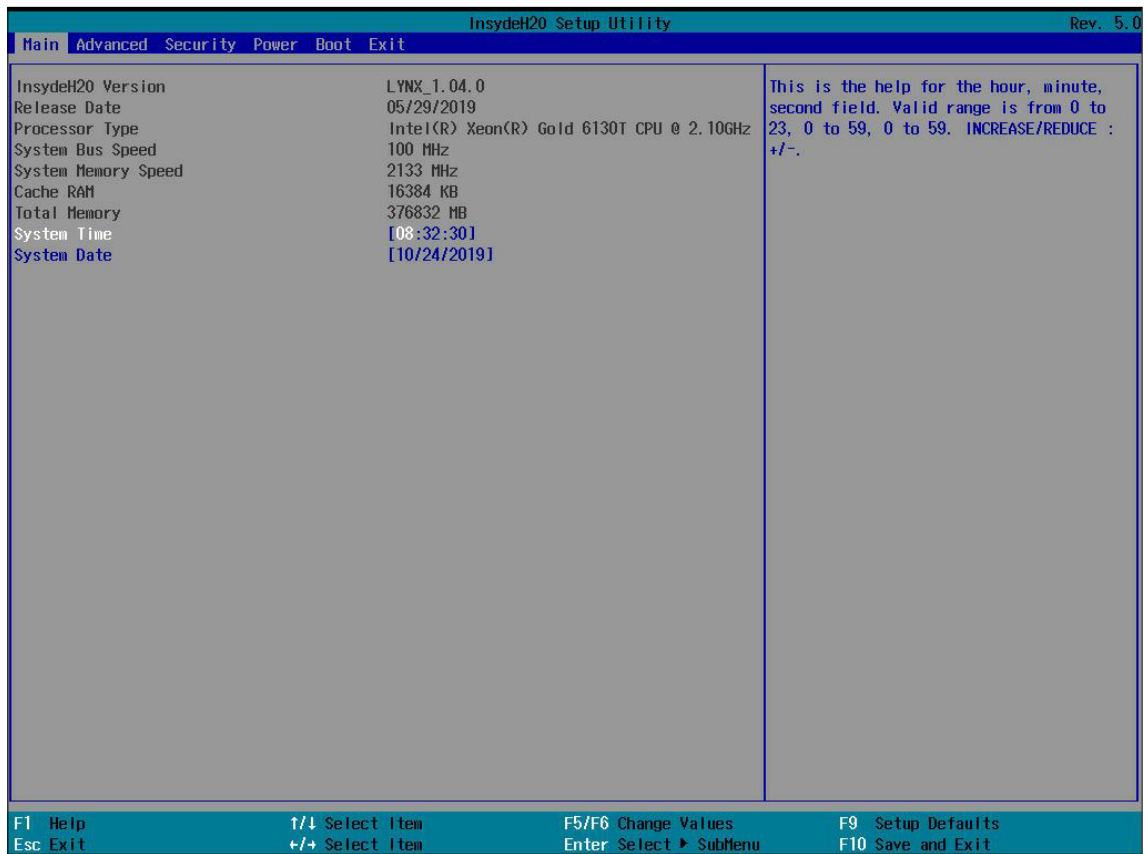 InsydeH2O Setup Utility Rev. 5.0
Main Advanced Security Power Boot Exit
InsydeH2O Version LYNX_1.04.0
Release Date 05/29/2019
Processor Type Intel(R) Xeon(R) Gold 6130T CPU @ 2.10GHz
System Bus Speed 100 MHz
System Memory Speed 2133 MHz
Cache RAM 16384 KB
Total Memory 376832 MB
System Time [08:32:30]
System Date [10/24/2019]
This is the help for the hour, minute,
second field. Valid range is from 0 to
23, 0 to 59, 0 to 59. INCREASE/REDUCE :
+/-.
F1 Help ↑/↓ Select Item F5/F6 Change Values F9 Setup Defaults
Esc Exit ←/→ Select Item Enter Select ▶ SubMenu F10 Save and Exit